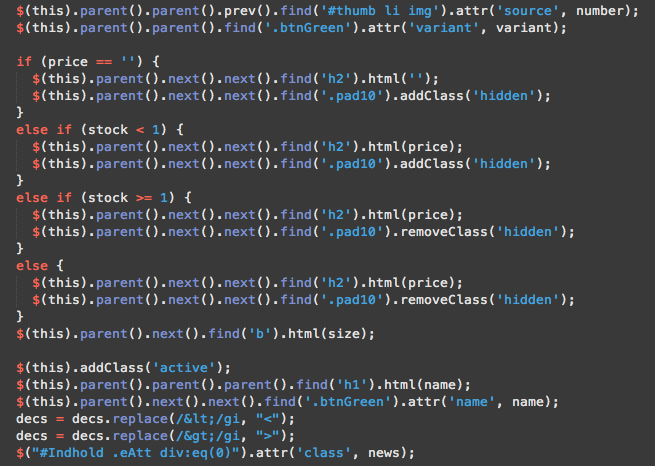 $(this).parent().parent().prev().find('#thumb li img').attr('source', number);
$(this).parent().parent().find('.btnGreen').attr('variant', variant);
if (price == '') {
$(this).parent().next().next().find('h2').html('');
$(this).parent().next().next().find('.pad10').addClass('hidden');
}
else if (stock < 1) {
$(this).parent().next().next().find('h2').html(price);
$(this).parent().next().next().find('.pad10').addClass('hidden');
}
else if (stock >= 1) {
$(this).parent().next().next().find('h2').html(price);
$(this).parent().next().next().find('.pad10').removeClass('hidden');
}
else {
$(this).parent().next().next().find('h2').html(price);
$(this).parent().next().next().find('.pad10').removeClass('hidden');
}
$(this).parent().next().find('b').html(size);
$(this).addClass('active');
$(this).parent().parent().parent().find('h1').html(name);
$(this).parent().next().next().find('.btnGreen').attr('name', name);
decs = decs.replace(/&lt;/gi, "<");
decs = decs.replace(/&gt;/gi, ">");
$("#Indhold .eAtt div:eq(0)").attr('class', news);